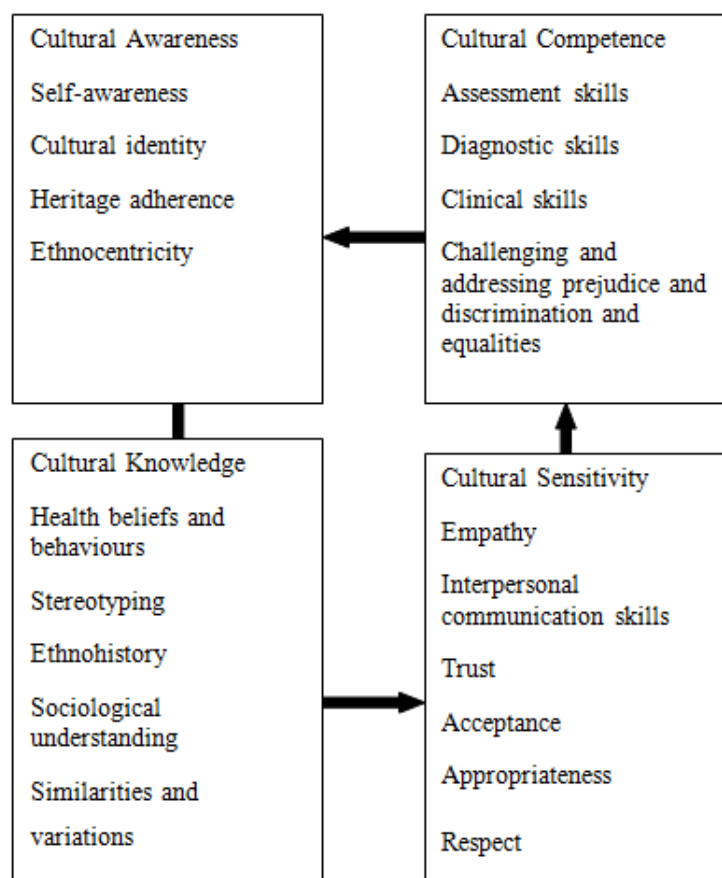 Cultural Awareness
Self-awareness
Cultural identity
Heritage adherence
Ethnocentricity
Cultural Competence
Assessment skills
Diagnostic skills
Clinical skills
Challenging and
addressing prejudice and
discrimination and
equalities
Cultural Knowledge
Health beliefs and
behaviours
Stereotyping
Ethnohistory
Sociological
understanding
Similarities and
variations
Cultural Sensitivity
Empathy
Interpersonal
communication skills
Trust
Acceptance
Appropriateness
Respect